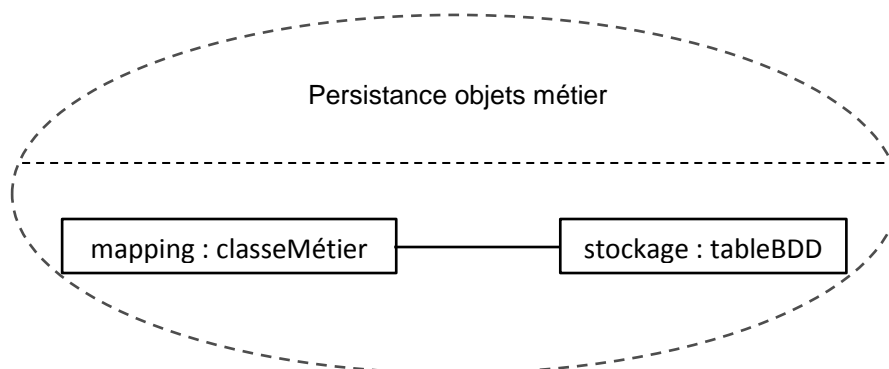 Persistance objets métier
mapping : classeMétier
stockage : tableBDD